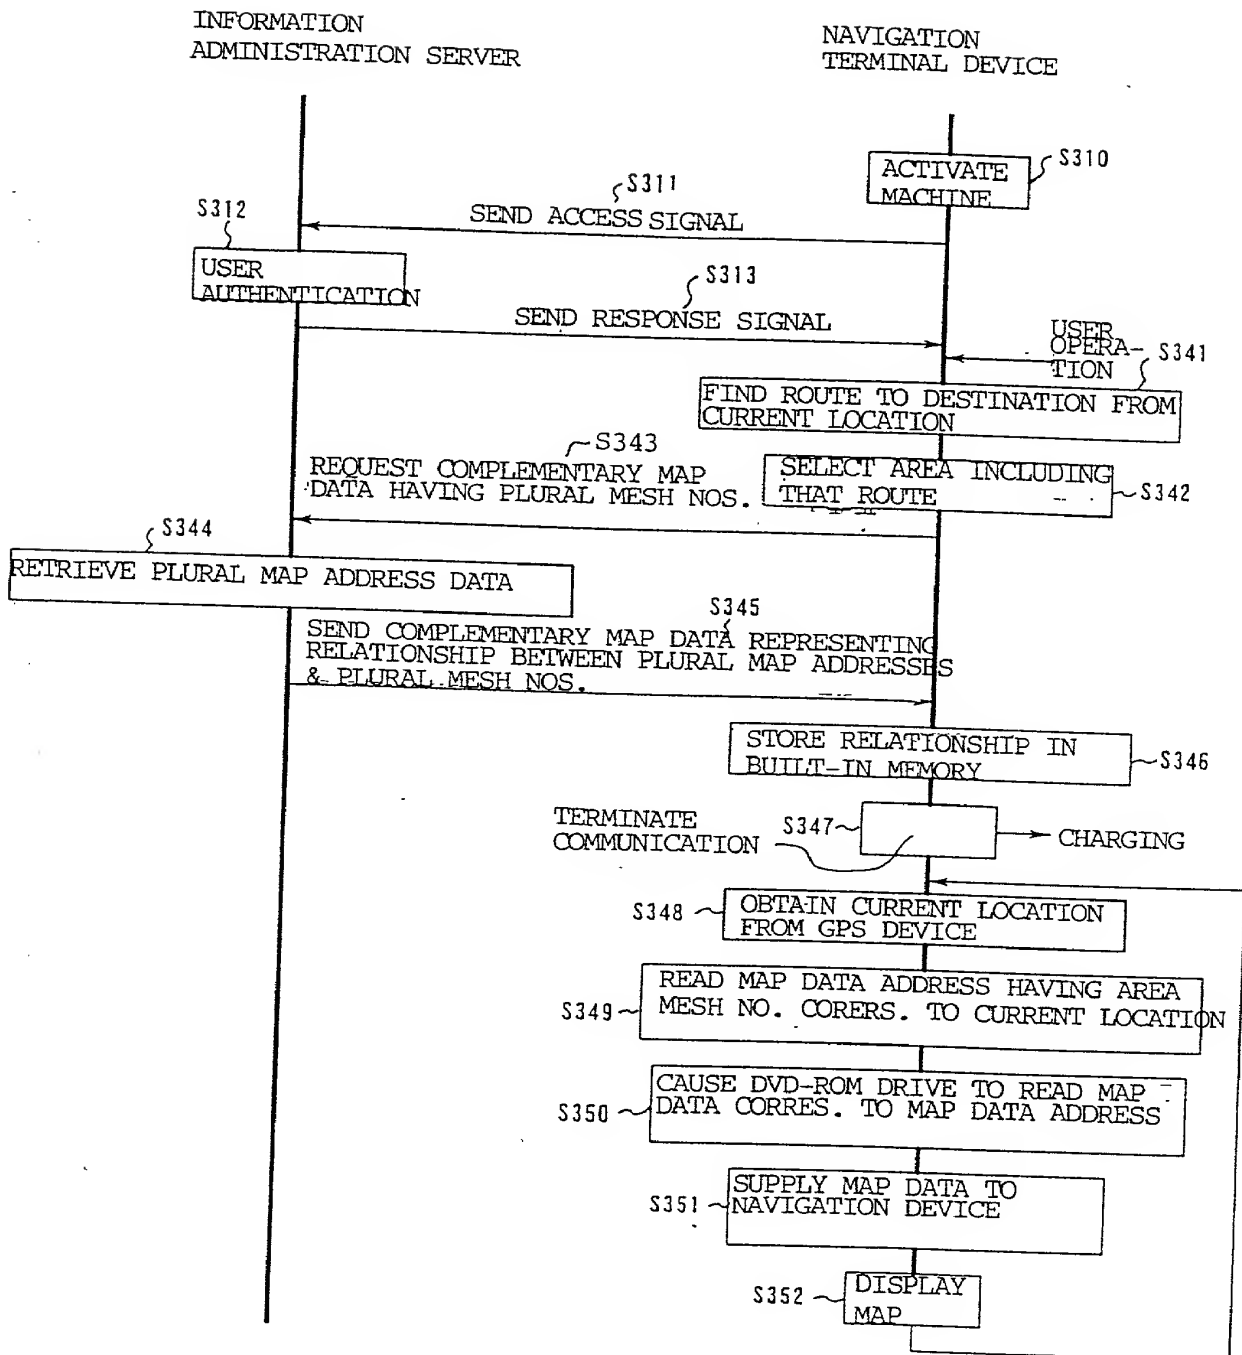 INFORMATION
ADMINISTRATION SERVER
NAVIGATION
TERMINAL DEVICE
ACTIVATE
MACHINE
S310
S311
SEND ACCESS SIGNAL
S312
USER
AUTHENTICATION
S313
SEND RESPONSE SIGNAL
USER
OPERA-
TION
S341
FIND ROUTE TO DESTINATION FROM
CURRENT LOCATION
S343
REQUEST COMPLEMENTARY MAP
DATA HAVING PLURAL MESH NOS.
SELECT AREA INCLUDING
THAT ROUTE
S342
S344
RETRIEVE PLURAL MAP ADDRESS DATA
S345
SEND COMPLEMENTARY MAP DATA REPRESENTING
RELATIONSHIP BETWEEN PLURAL MAP ADDRESSES
& PLURAL MESH NOS.
STORE RELATIONSHIP IN
BUILT-IN MEMORY
S346
TERMINATE
COMMUNICATION
S347
CHARGING
S348
OBTAIN CURRENT LOCATION
FROM GPS DEVICE
S349
READ MAP DATA ADDRESS HAVING AREA
MESH NO. CORERS. TO CURRENT LOCATION
S350
CAUSE DVD-ROM DRIVE TO READ MAP
DATA CORRES. TO MAP DATA ADDRESS
S351
SUPPLY MAP DATA TO
NAVIGATION DEVICE
S352
DISPLAY
MAP